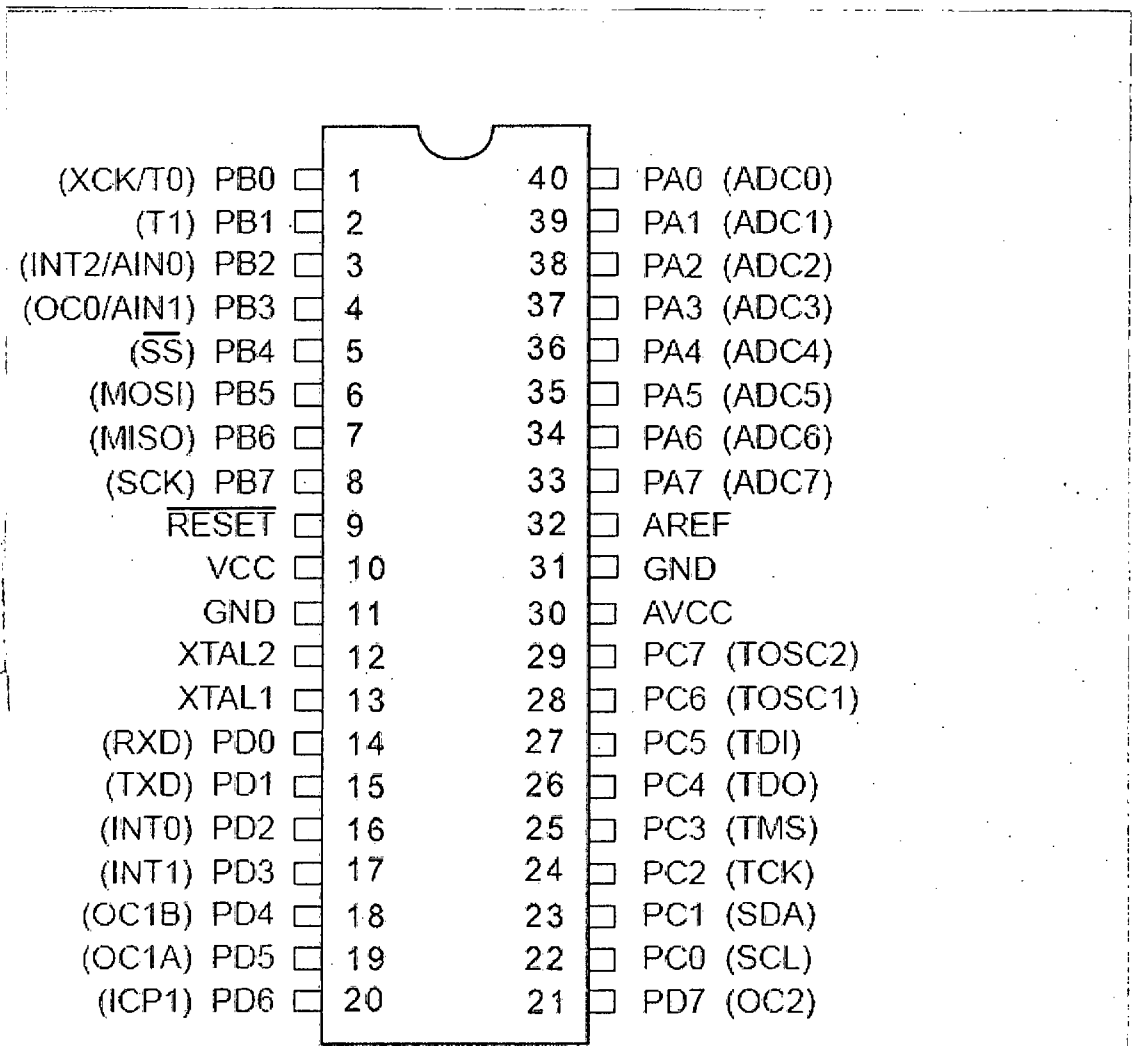 (XCK/T0) PB0 1 40 PA0 (ADC0)
(T1) PB1 2 39 PA1 (ADC1)
(INT2/AIN0) PB2 3 38 PA2 (ADC2)
(OC0/AIN1) PB3 4 37 PA3 (ADC3)
(SS) PB4 5 36 PA4 (ADC4)
(MOSI) PB5 6 35 PA5 (ADC5)
(MISO) PB6 7 34 PA6 (ADC6)
(SCK) PB7 8 33 PA7 (ADC7)
RESET 9 32 AREF
VCC 10 31 GND
GND 11 30 AVCC
XTAL2 12 29 PC7 (TOSC2)
XTAL1 13 28 PC6 (TOSC1)
(RXD) PD0 14 27 PC5 (TDI)
(TXD) PD1 15 26 PC4 (TDO)
(INT0) PD2 16 25 PC3 (TMS)
(INT1) PD3 17 24 PC2 (TCK)
(OC1B) PD4 18 23 PC1 (SDA)
(OC1A) PD5 19 22 PC0 (SCL)
(ICP1) PD6 20 21 PD7 (OC2)